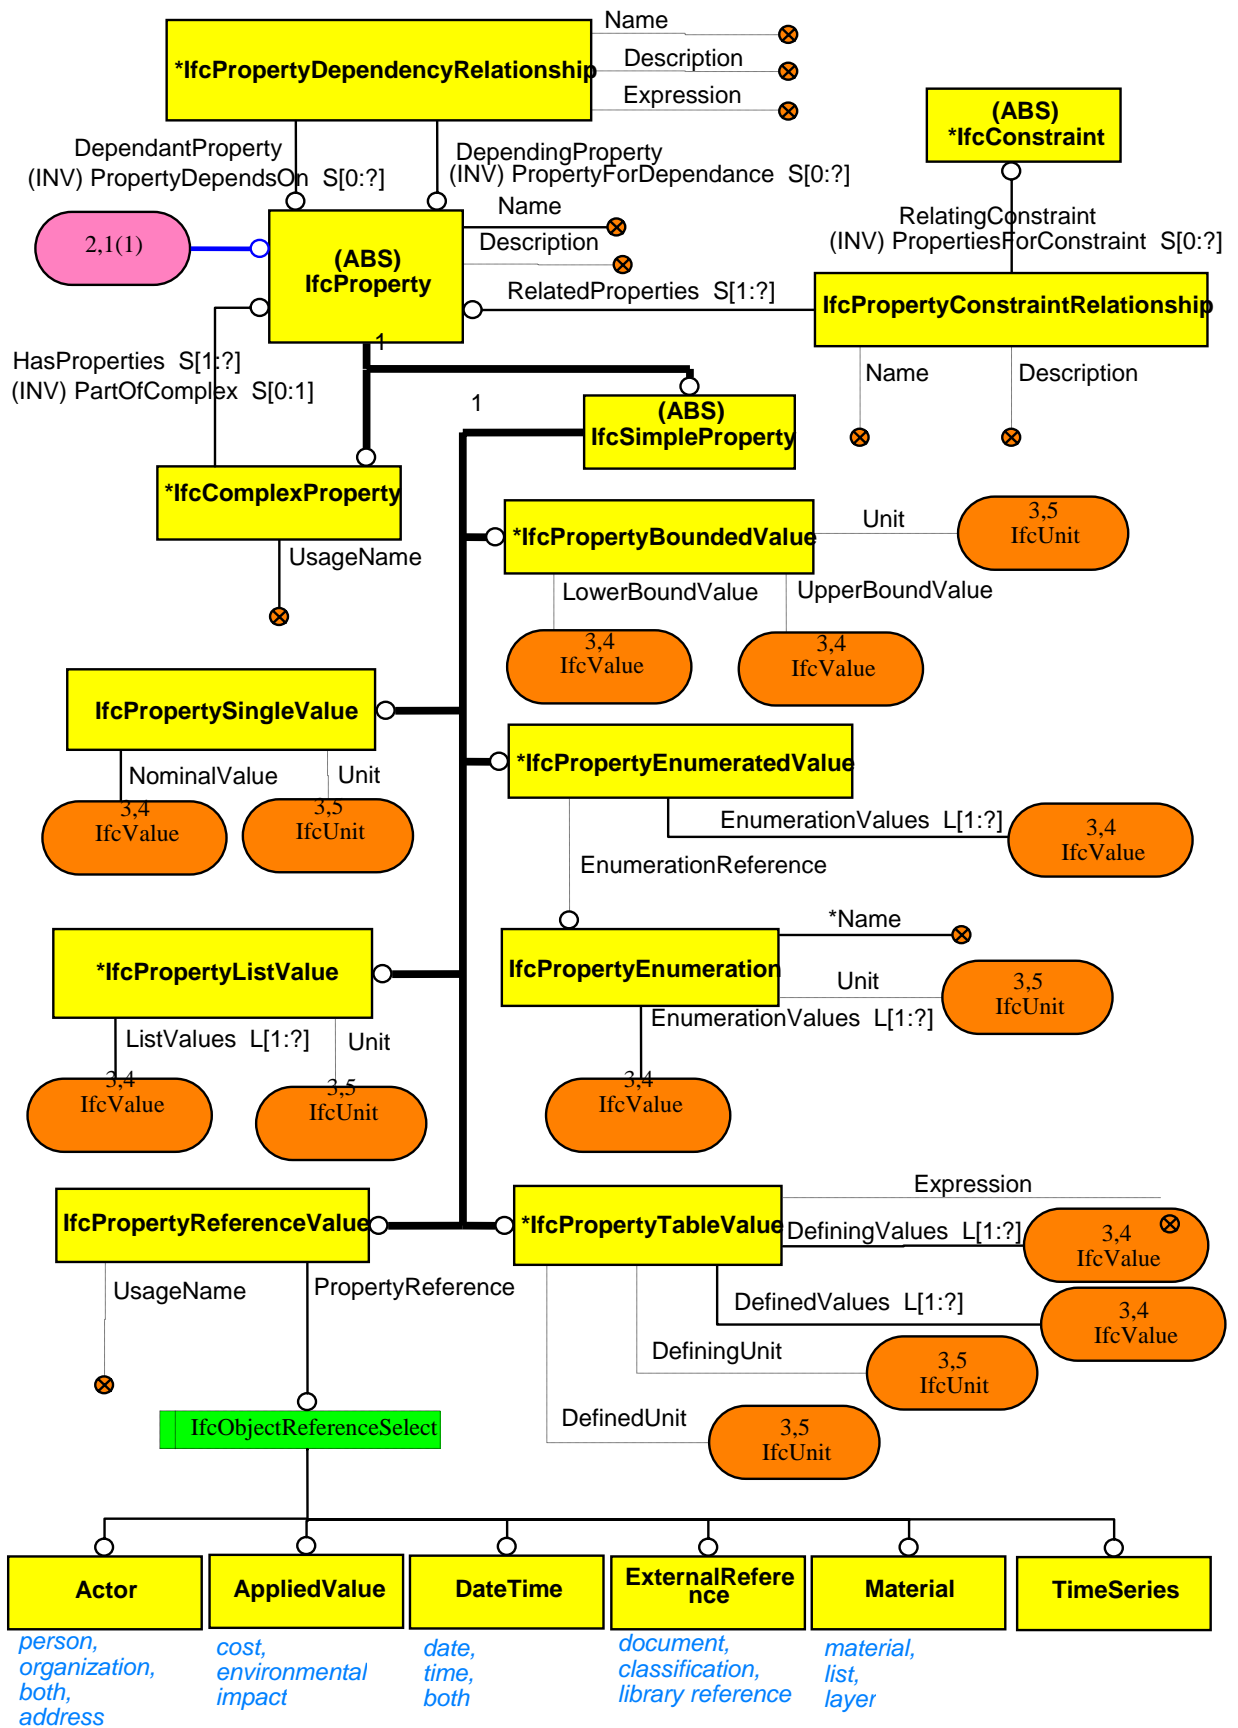 Name
*IfcPropertyDependencyRelationship
Description
Expression
(ABS)
*IfcConstraint
DependantProperty
(INV) PropertyDependsOn S[0:?]
DependingProperty
(INV) PropertyForDependance S[0:?]
2,1(1)
(ABS)
IfcProperty
Name
Description
RelatingConstraint
(INV) PropertiesForConstraint S[0:?]
RelatedProperties S[1:?]
IfcPropertyConstraintRelationship
1
HasProperties S[1:?]
(INV) PartOfComplex S[0:1]
Name
Description
1
(ABS)
IfcSimpleProperty
*IfcComplexProperty
UsageName
*IfcPropertyBoundedValue
Unit
3,5
IfcUnit
LowerBoundValue
UpperBoundValue
3,4
IfcValue
3,4
IfcValue
IfcPropertySingleValue
NominalValue
Unit
3,4
IfcValue
3,5
IfcUnit
*IfcPropertyEnumeratedValue
EnumerationValues L[1:?]
3,4
IfcValue
EnumerationReference
*Name
IfcPropertyEnumeration
Unit
3,5
IfcUnit
EnumerationValues L[1:?]
3,4
IfcValue
*IfcPropertyListValue
ListValues L[1:?]
Unit
3,4
IfcValue
3,5
IfcUnit
IfcPropertyReferenceValue
UsageName
PropertyReference
*IfcPropertyTableValue
Expression
DefiningValues L[1:?]
3,4
IfcValue
DefinedValues L[1:?]
3,4
IfcValue
DefiningUnit
3,5
IfcUnit
DefinedUnit
3,5
IfcUnit
IfcObjectReferenceSelect
Actor
AppliedValue
DateTime
ExternalRefere
nce
Material
TimeSeries
person,
organization,
both,
address
cost,
environmental
impact
date,
time,
both
document,
classification,
library reference
material,
list,
layer